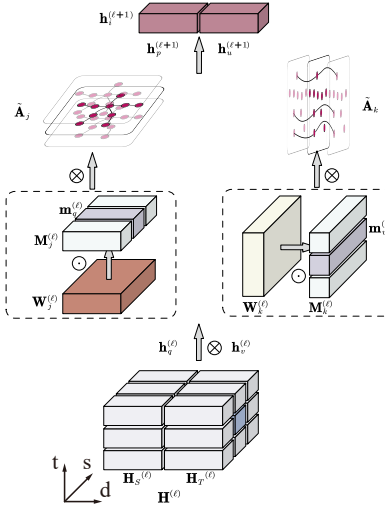 h_i^(ℓ+1)
h_p^(ℓ+1) h_u^(ℓ+1)
Ã_j Ã_k
⊗ ⊗
m_q^(ℓ)
M_j^(ℓ)
⊙
W_j^(ℓ)
⊙
W_k^(ℓ) M_k^(ℓ)
h_q^(ℓ) ⊗ h_v^(ℓ)
H_S^(ℓ) H_T^(ℓ)
H^(ℓ)
t s
d